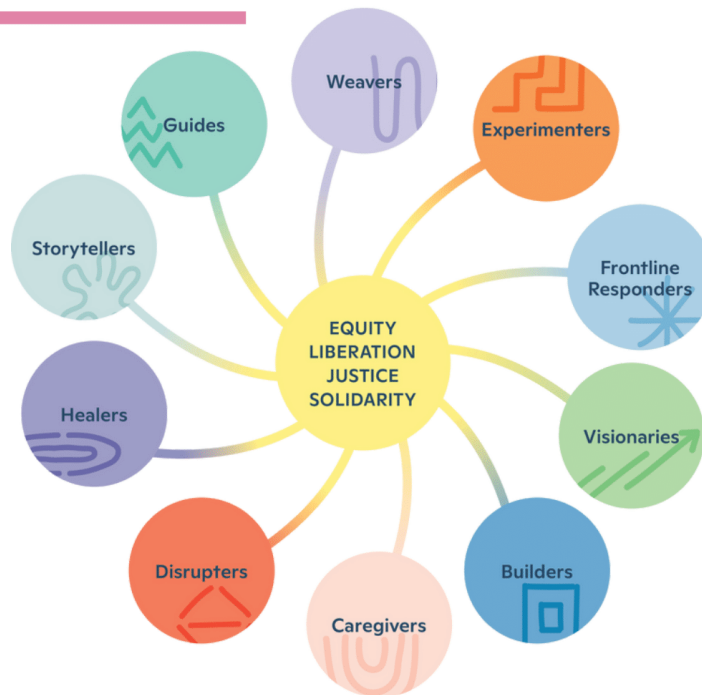 Weavers
Experimenters
Frontline
Responders
Visionaries
Builders
Caregivers
Disrupters
Healers
Storytellers
Guides
EQUITY
LIBERATION
JUSTICE
SOLIDARITY